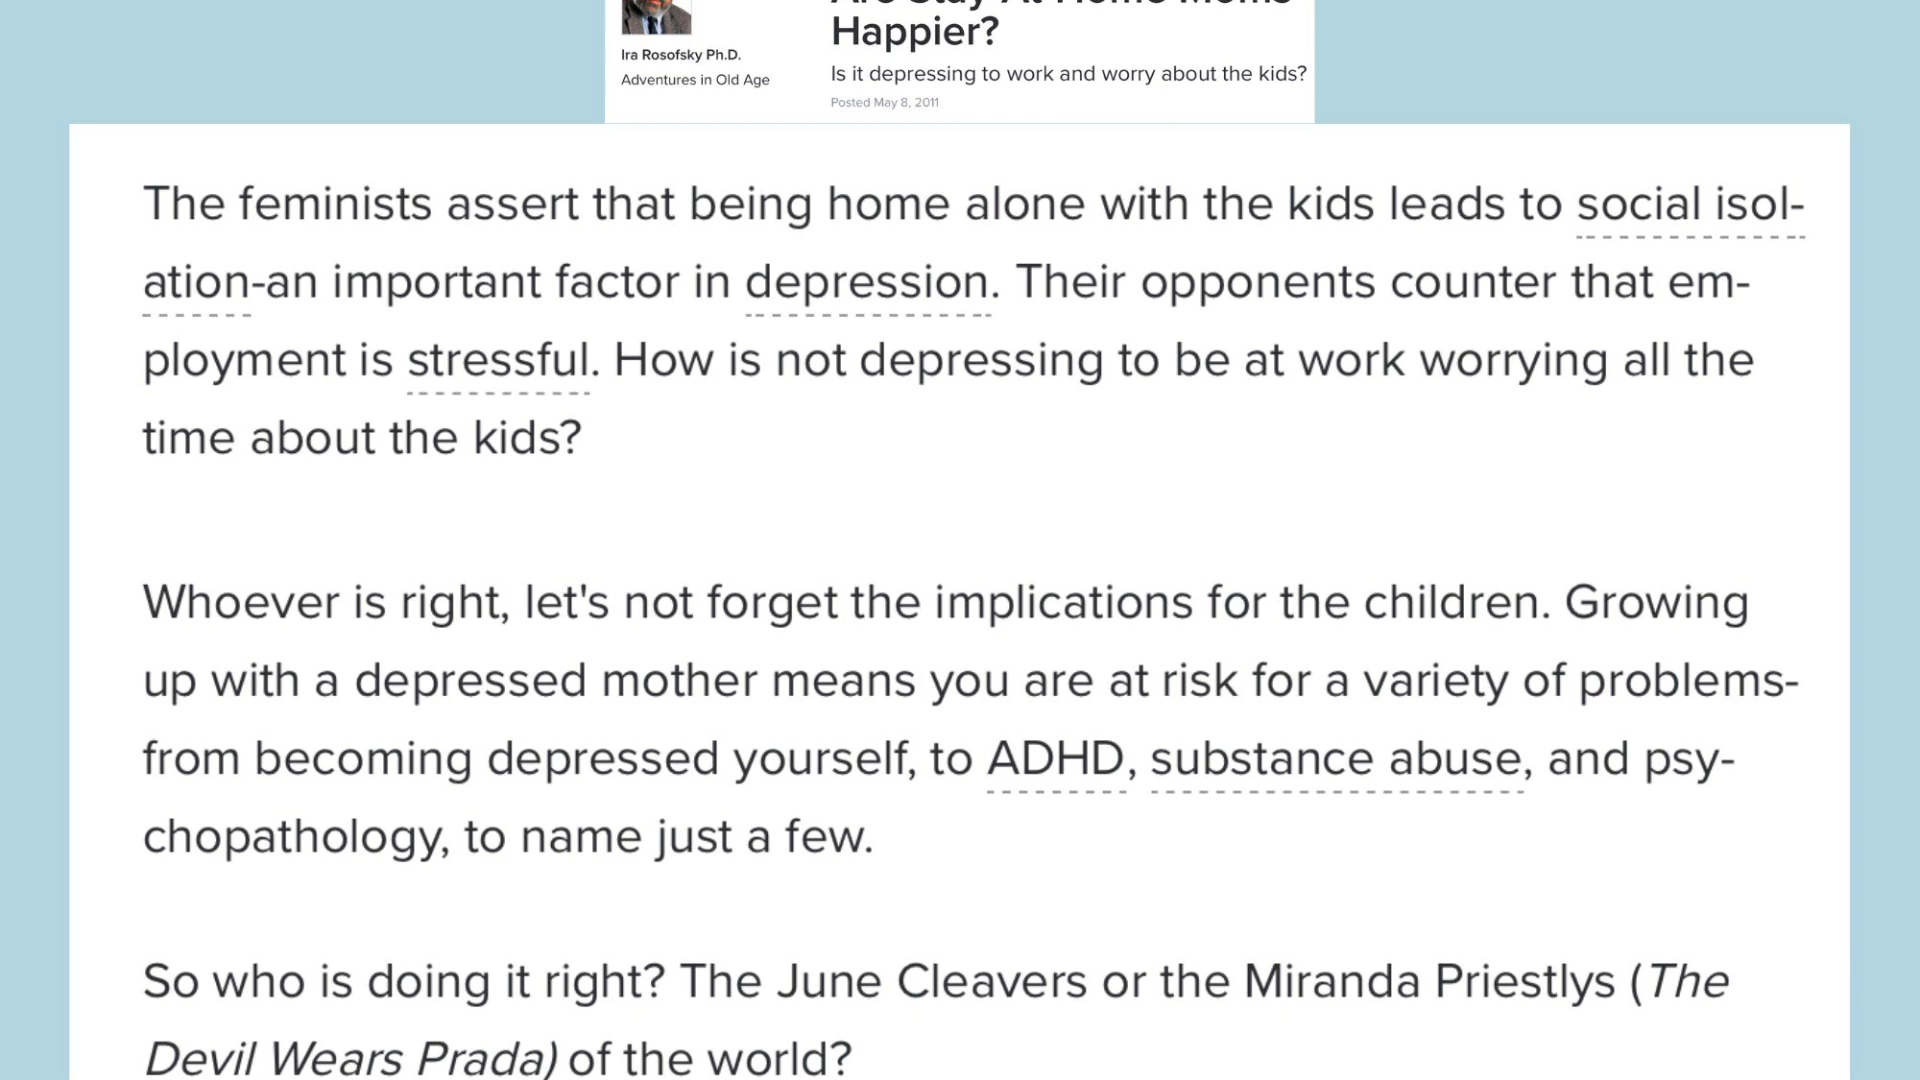 Are Stay-At-Home Moms
Happier?
Ira Rosofsky Ph.D.
Adventures in Old Age
Is it depressing to work and worry about the kids?
Posted May 8, 2011
The feminists assert that being home alone with the kids leads to social isol-
ation-an important factor in depression. Their opponents counter that em-
ployment is stressful. How is not depressing to be at work worrying all the
time about the kids?
Whoever is right, let's not forget the implications for the children. Growing
up with a depressed mother means you are at risk for a variety of problems-
from becoming depressed yourself, to ADHD, substance abuse, and psy-
chopathology, to name just a few.
So who is doing it right? The June Cleavers or the Miranda Priestlys (The
Devil Wears Prada) of the world?